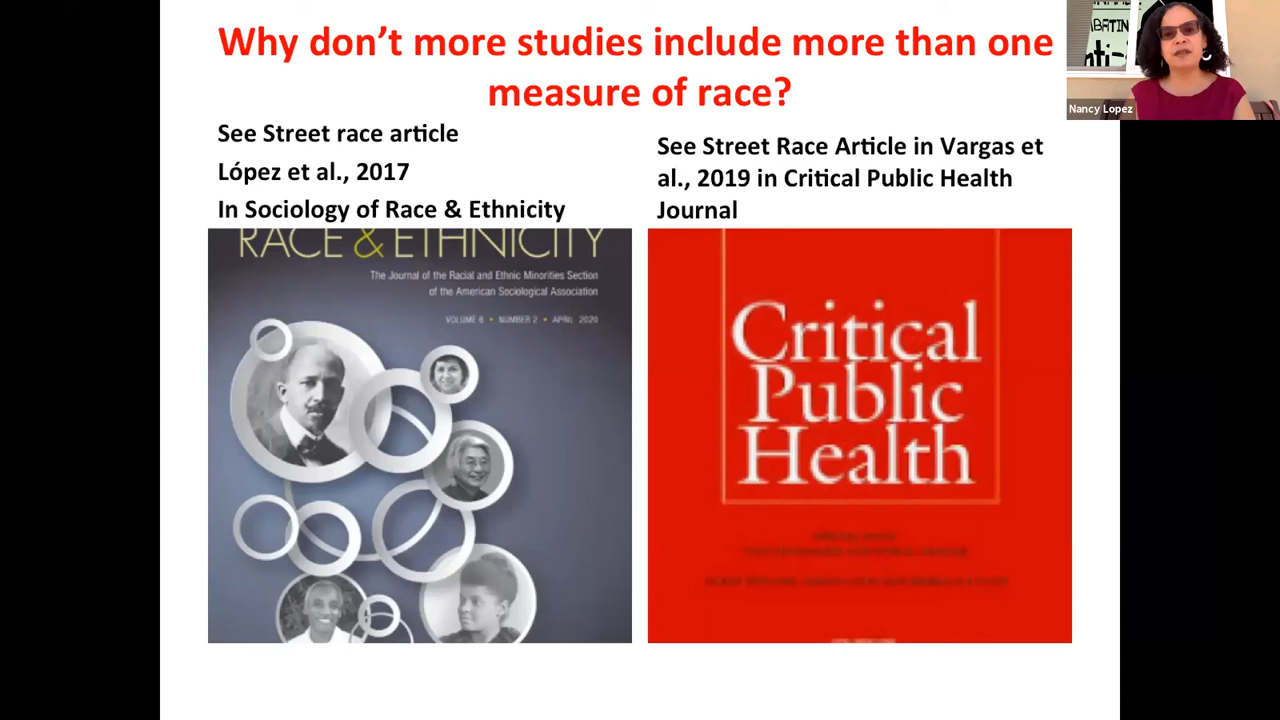 Why don't more studies include more than one
measure of race?
See Street race article
López et al., 2017
In Sociology of Race & Ethnicity
See Street Race Article in Vargas et
al., 2019 in Critical Public Health
Journal
RACE & ETHNICITY
The Journal of the Racial and Ethnic Minorities Section
of the American Sociological Association
VOLUME 6 • NUMBER 2 • APRIL 2020
Critical
Public
Health
BATIN
nti-
Nancy Lopez